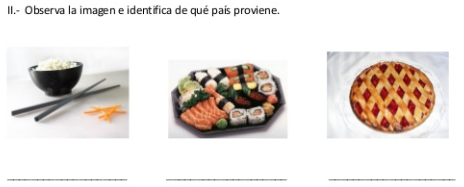 II.- Observa la imagen e identifica de qué país proviene.